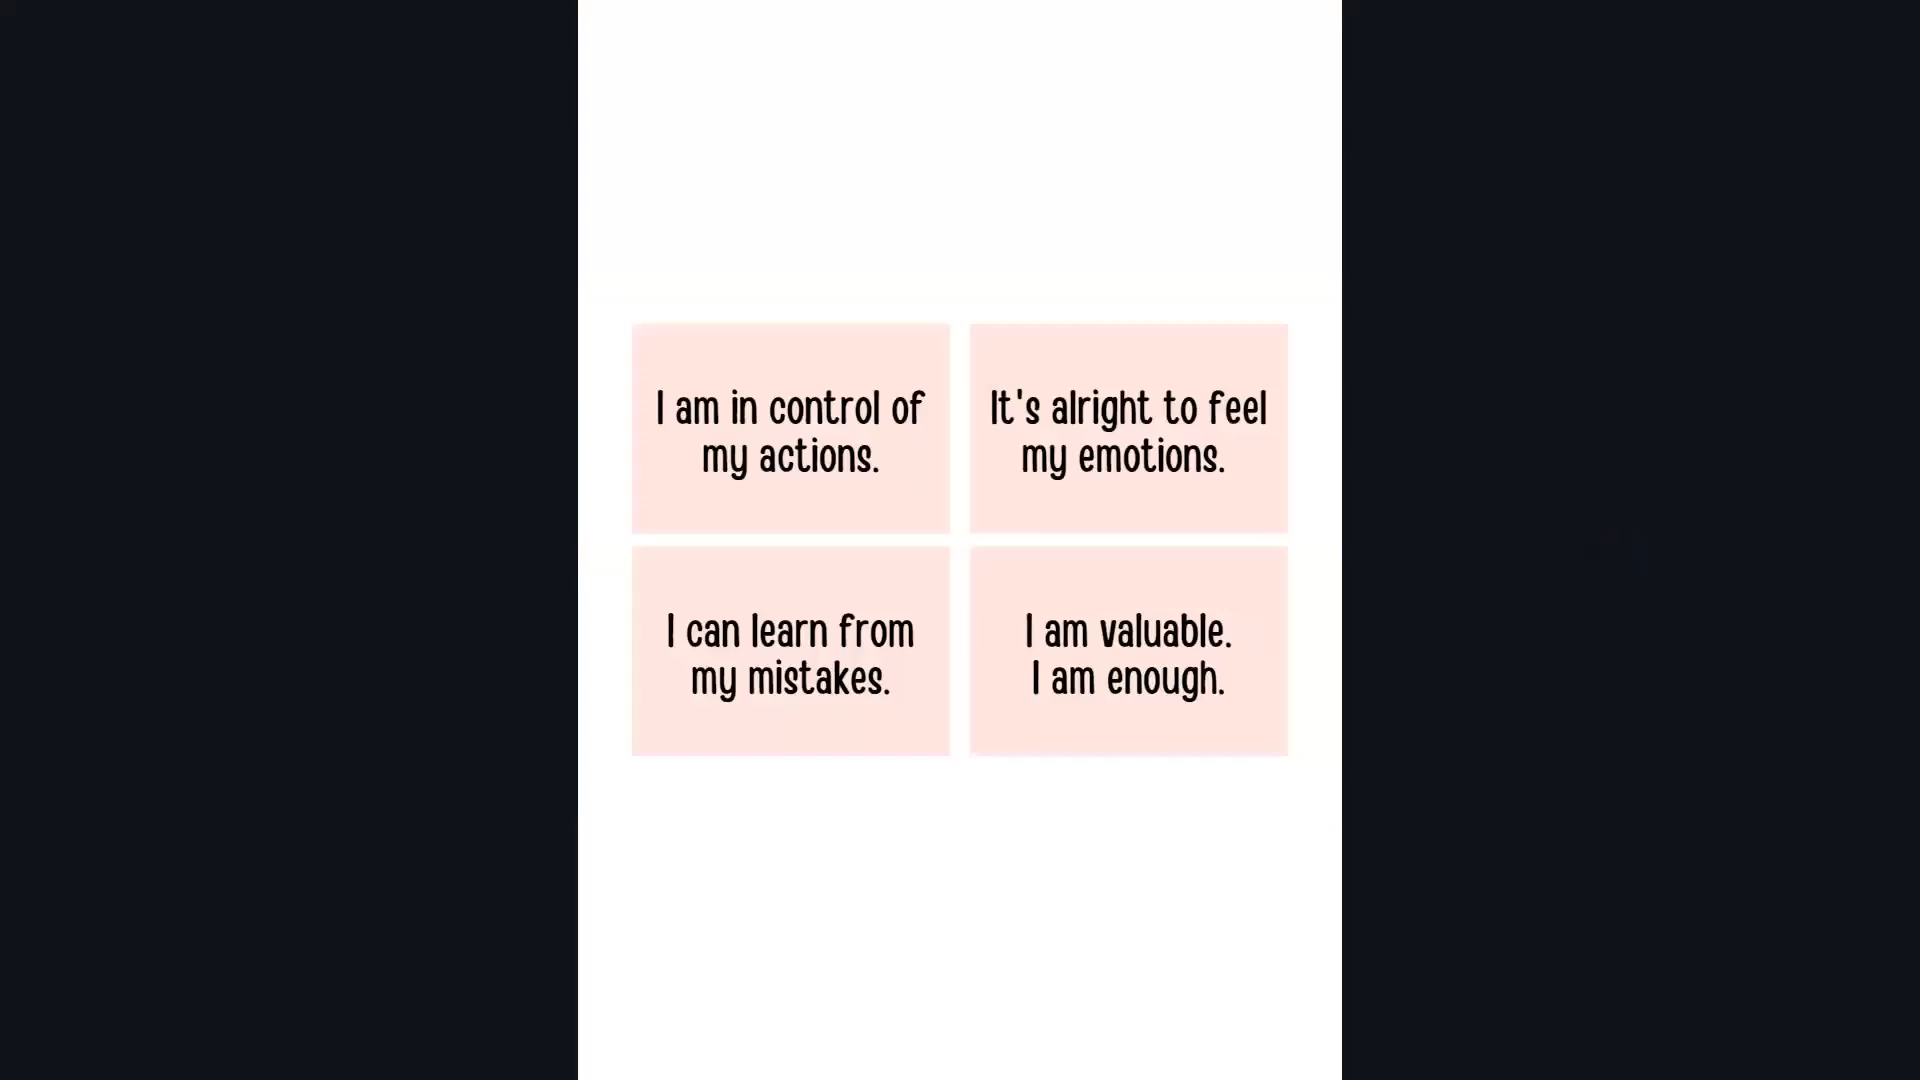 I am in control of
my actions.
It's alright to feel
my emotions.
I can learn from
my mistakes.
I am valuable.
I am enough.